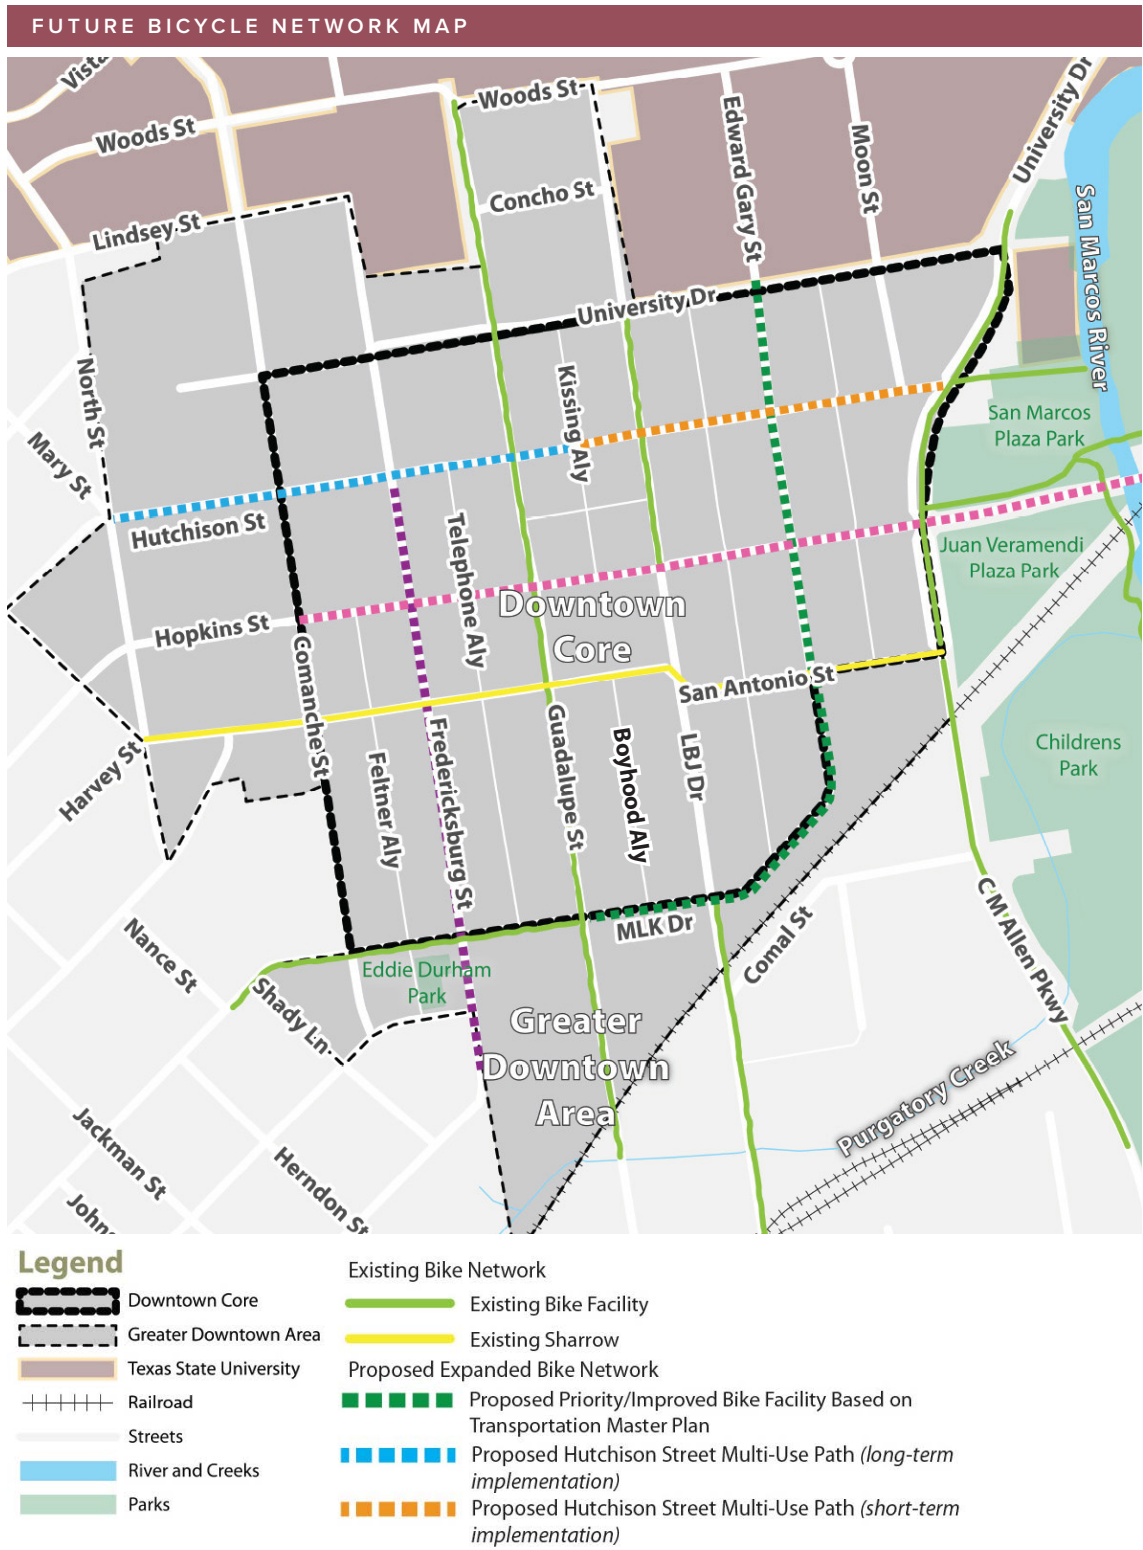 FUTURE BICYCLE NETWORK MAP
Vista
Woods St
Woods St
Concho St
Edward Gary St
Moon St
University Dr
San Marcos River
Lindsey St
University Dr
North St
Kissing Aly
San Marcos
Plaza Park
Mary St
Hutchison St
Telephone Aly
Juan Veramendi
Plaza Park
Hopkins St
Downtown
Core
Comanche St
San Antonio St
Harvey St
Feltner Aly
Fredericksburg St
Guadalupe St
Boyhood Aly
LBJ Dr
Childrens
Park
Nance St
MLK Dr
Comal St
C M Allen Pkwy
Shady Ln
Eddie Durham
Park
Greater
Downtown
Area
Purgatory Creek
Jackman St
Herndon St
Johns
Legend
Downtown Core
Greater Downtown Area
Texas State University
Railroad
Streets
River and Creeks
Parks
Existing Bike Network
Existing Bike Facility
Existing Sharrow
Proposed Expanded Bike Network
Proposed Priority/Improved Bike Facility Based on
Transportation Master Plan
Proposed Hutchison Street Multi-Use Path (long-term
implementation)
Proposed Hutchison Street Multi-Use Path (short-term
implementation)